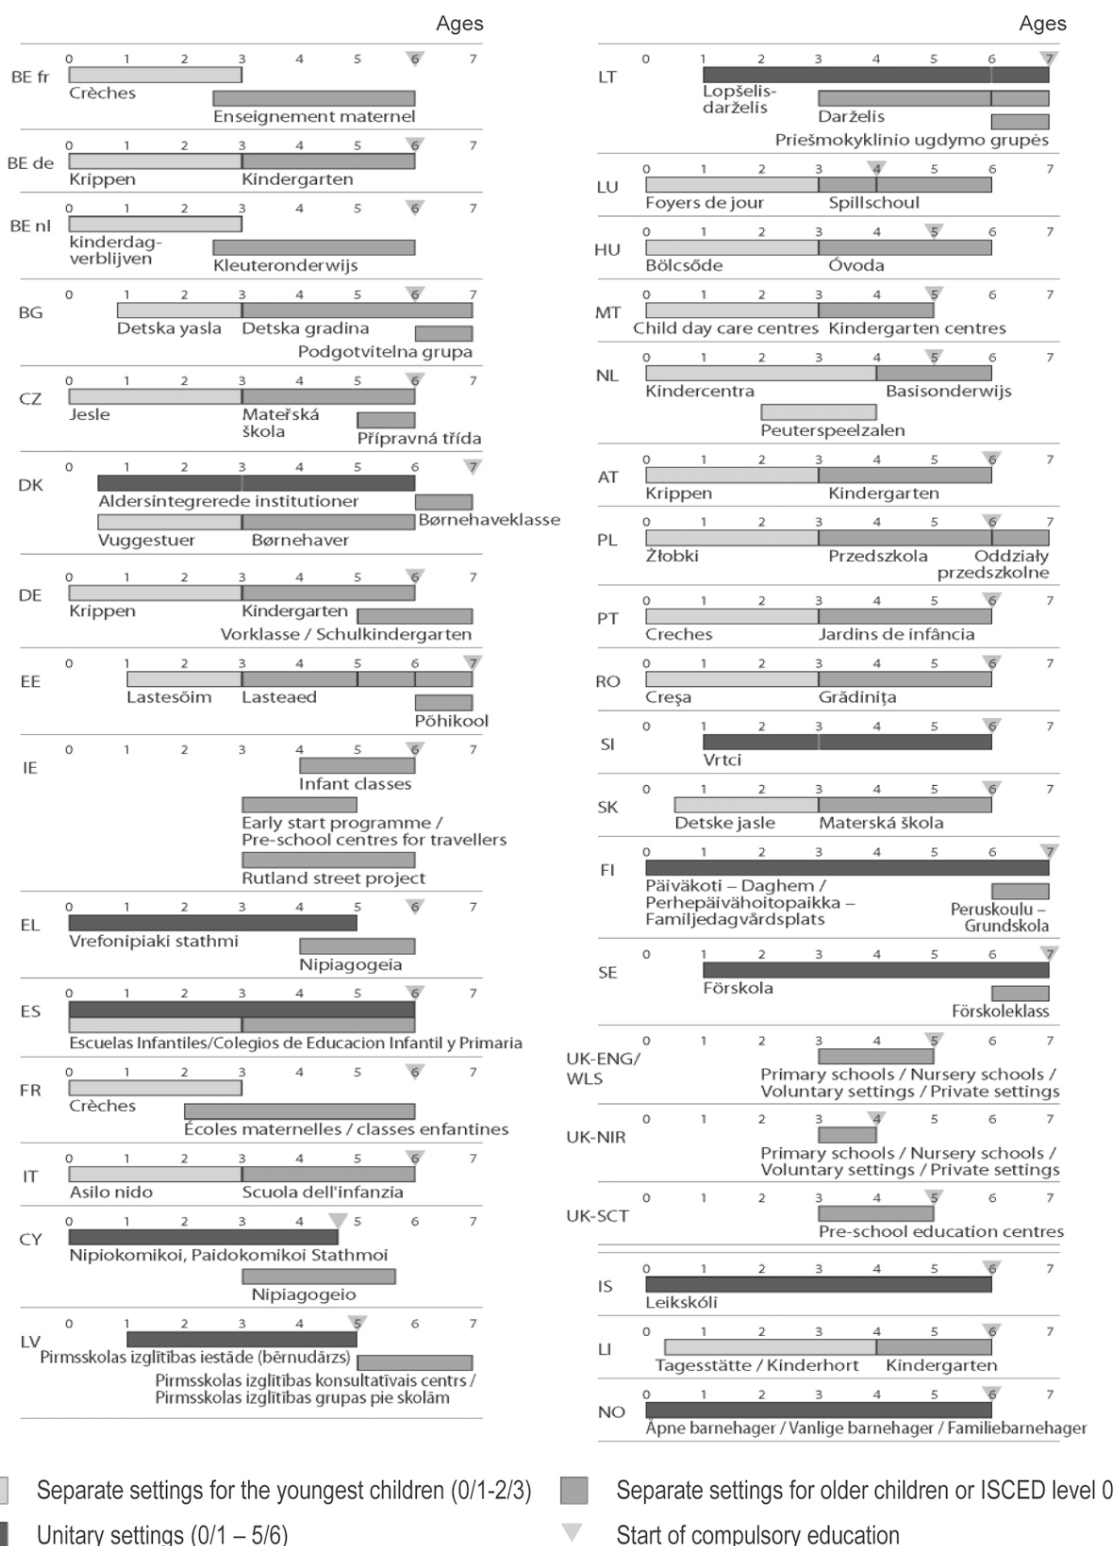 Ages
0 1 2 3 4 5 6 7
BE fr
Crèches
Enseignement maternel
0 1 2 3 4 5 6 7
BE de
Krippen Kindergarten
0 1 2 3 4 5 6 7
BE nl
kinderdag-
verblijven
Kleuteronderwijs
0 1 2 3 4 5 6 7
BG
Detska yasla Detska gradina
Podgotvitelna grupa
0 1 2 3 4 5 6 7
CZ
Jesle Mateřská
škola
Přípravná třída
0 1 2 3 4 5 6 7
DK
Aldersintegrerede institutioner
Børnehaveklasse
Vuggestuer Børnehaver
0 1 2 3 4 5 6 7
DE
Krippen Kindergarten
Vorklasse / Schulkindergarten
0 1 2 3 4 5 6 7
EE
Lastesõim Lasteaed
Põhikool
0 1 2 3 4 5 6 7
IE
Infant classes
Early start programme /
Pre-school centres for travellers
Rutland street project
0 1 2 3 4 5 6 7
EL
Vrefonipiaki stathmi
Nipiagogeia
0 1 2 3 4 5 6 7
ES
Escuelas Infantiles/Colegios de Educacion Infantil y Primaria
0 1 2 3 4 5 6 7
FR
Crèches
Écoles maternelles / classes enfantines
0 1 2 3 4 5 6 7
IT
Asilo nido Scuola dell'infanzia
0 1 2 3 4 5 6 7
CY
Nipiokomikoi, Paidokomikoi Stathmoi
Nipiagogeio
0 1 2 3 4 5 6 7
LV
Pirmsskolas izglītības iestāde (bērnudārzs)
Pirmsskolas izglītības konsultatīvais centrs /
Pirmsskolas izglītības grupas pie skolām
Ages
0 1 2 3 4 5 6 7
LT
Lopšelis-
darželis
Darželis
Priešmokyklinio ugdymo grupės
0 1 2 3 4 5 6 7
LU
Foyers de jour Spillschoul
0 1 2 3 4 5 6 7
HU
Bölcsőde Óvoda
0 1 2 3 4 5 6 7
MT
Child day care centres Kindergarten centres
0 1 2 3 4 5 6 7
NL
Kindercentra Basisonderwijs
Peuterspeelzalen
0 1 2 3 4 5 6 7
AT
Krippen Kindergarten
0 1 2 3 4 5 6 7
PL
Żłobki Przedszkola Oddziały
przedszkolne
0 1 2 3 4 5 6 7
PT
Creches Jardins de infância
0 1 2 3 4 5 6 7
RO
Creşa Grădiniţa
0 1 2 3 4 5 6 7
SI
Vrtci
0 1 2 3 4 5 6 7
SK
Detske jasle Materská škola
0 1 2 3 4 5 6 7
FI
Päiväkoti – Daghem /
Perhepäivähoitopaikka –
Familjedagvårdsplats
Peruskoulu –
Grundskola
0 1 2 3 4 5 6 7
SE
Förskola
Förskoleklass
0 1 2 3 4 5 6 7
UK-ENG/
WLS
Primary schools / Nursery schools /
Voluntary settings / Private settings
0 1 2 3 4 5 6 7
UK-NIR
Primary schools / Nursery schools /
Voluntary settings / Private settings
0 1 2 3 4 5 6 7
UK-SCT
Pre-school education centres
0 1 2 3 4 5 6 7
IS
Leikskóli
0 1 2 3 4 5 6 7
LI
Tagesstätte / Kinderhort Kindergarten
0 1 2 3 4 5 6 7
NO
Åpne barnehager / Vanlige barnehager / Familiebarnehager
Separate settings for the youngest children (0/1-2/3)
Separate settings for older children or ISCED level 0
Unitary settings (0/1 – 5/6)
Start of compulsory education